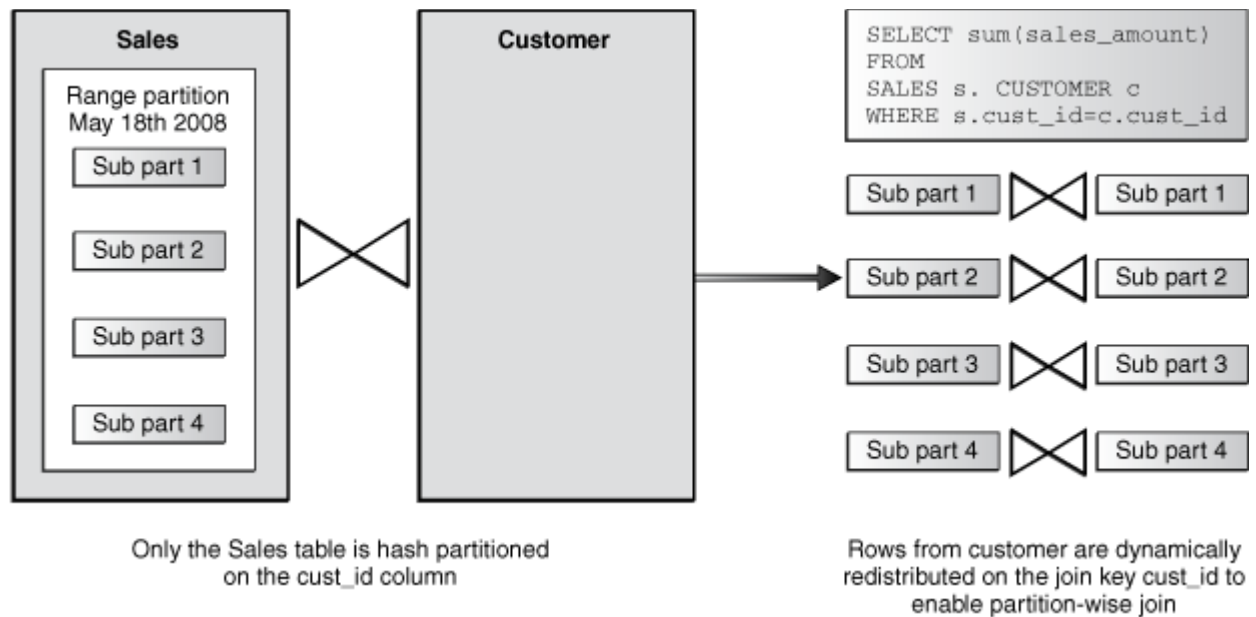 Sales
Range partition
May 18th 2008
Sub part 1
Sub part 2
Sub part 3
Sub part 4
Customer
Only the Sales table is hash partitioned
on the cust_id column
SELECT sum(sales_amount)
FROM
SALES s. CUSTOMER c
WHERE s.cust_id=c.cust_id
Sub part 1 Sub part 1
Sub part 2 Sub part 2
Sub part 3 Sub part 3
Sub part 4 Sub part 4
Rows from customer are dynamically
redistributed on the join key cust_id to
enable partition-wise join